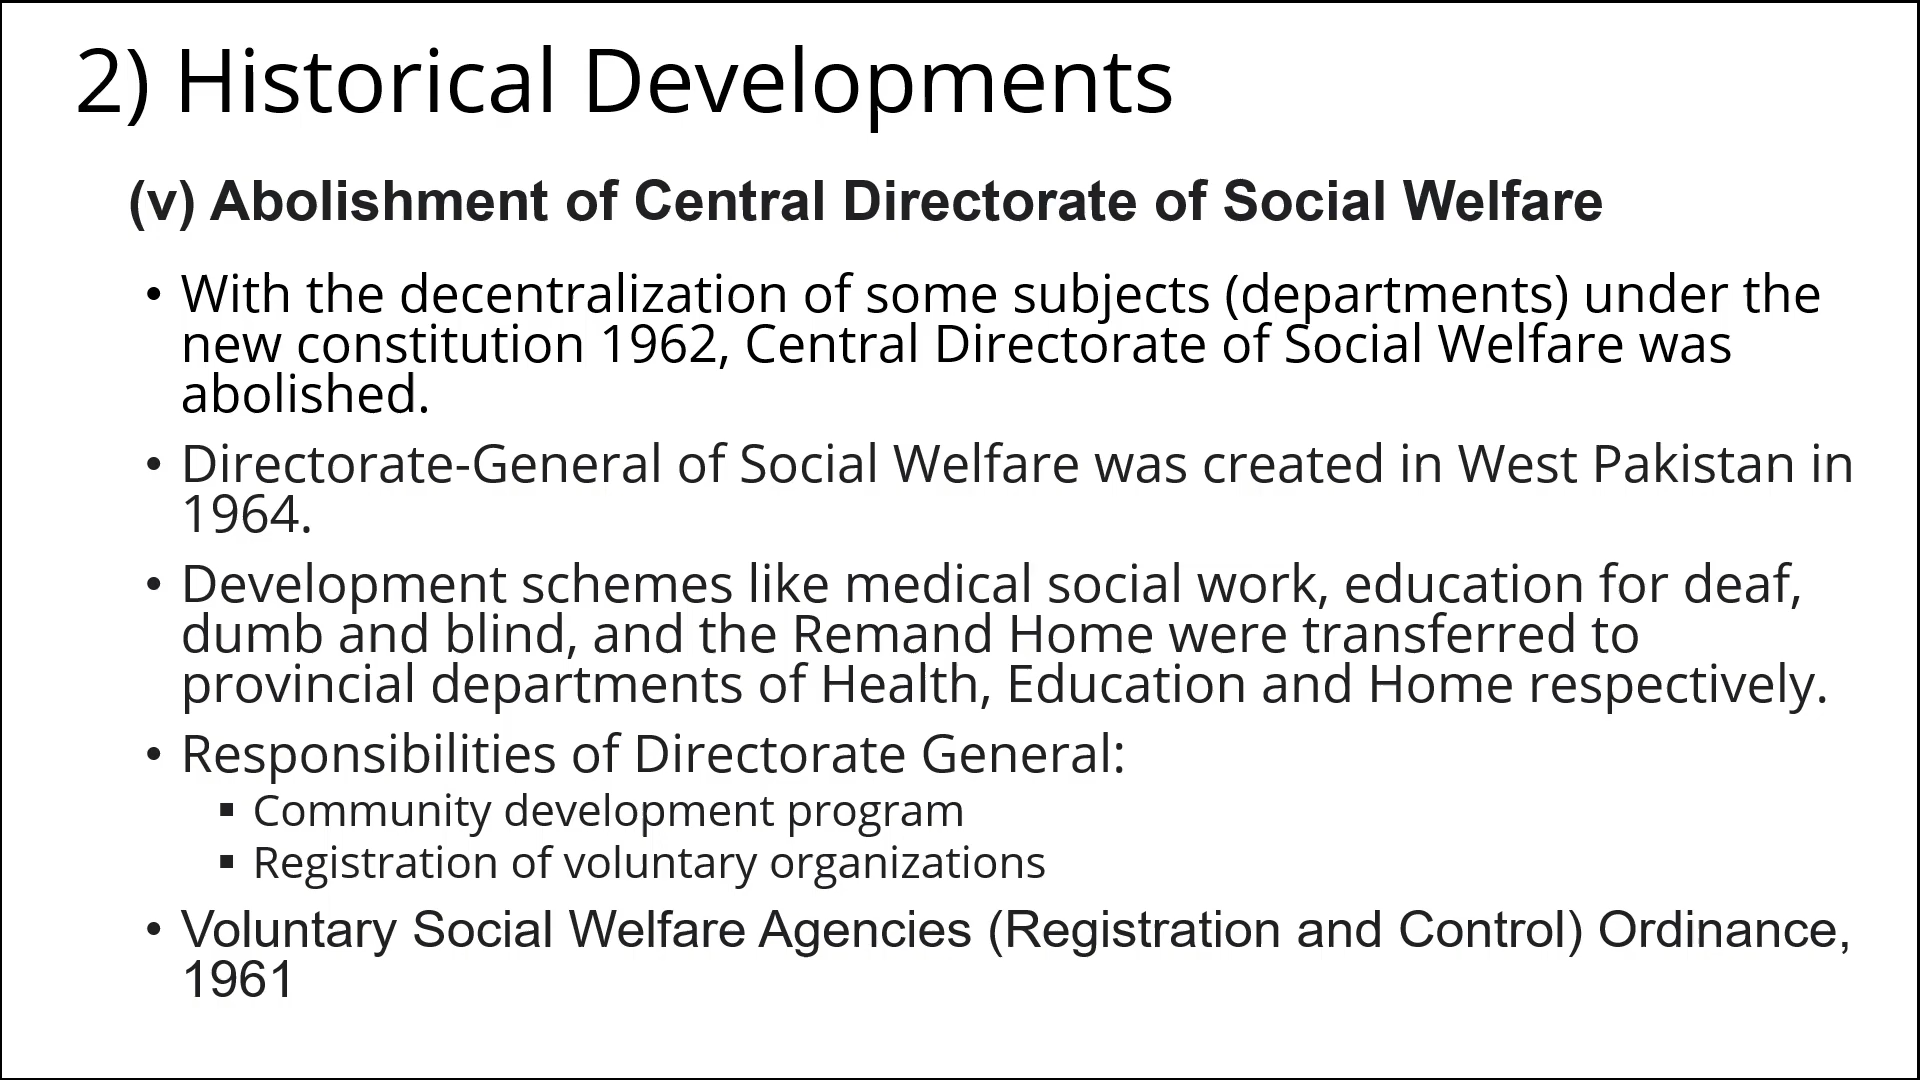 2) Historical Developments
(v) Abolishment of Central Directorate of Social Welfare
• With the decentralization of some subjects (departments) under the
new constitution 1962, Central Directorate of Social Welfare was
abolished.
• Directorate-General of Social Welfare was created in West Pakistan in
1964.
• Development schemes like medical social work, education for deaf,
dumb and blind, and the Remand Home were transferred to
provincial departments of Health, Education and Home respectively.
• Responsibilities of Directorate General:
▪ Community development program
▪ Registration of voluntary organizations
• Voluntary Social Welfare Agencies (Registration and Control) Ordinance,
1961